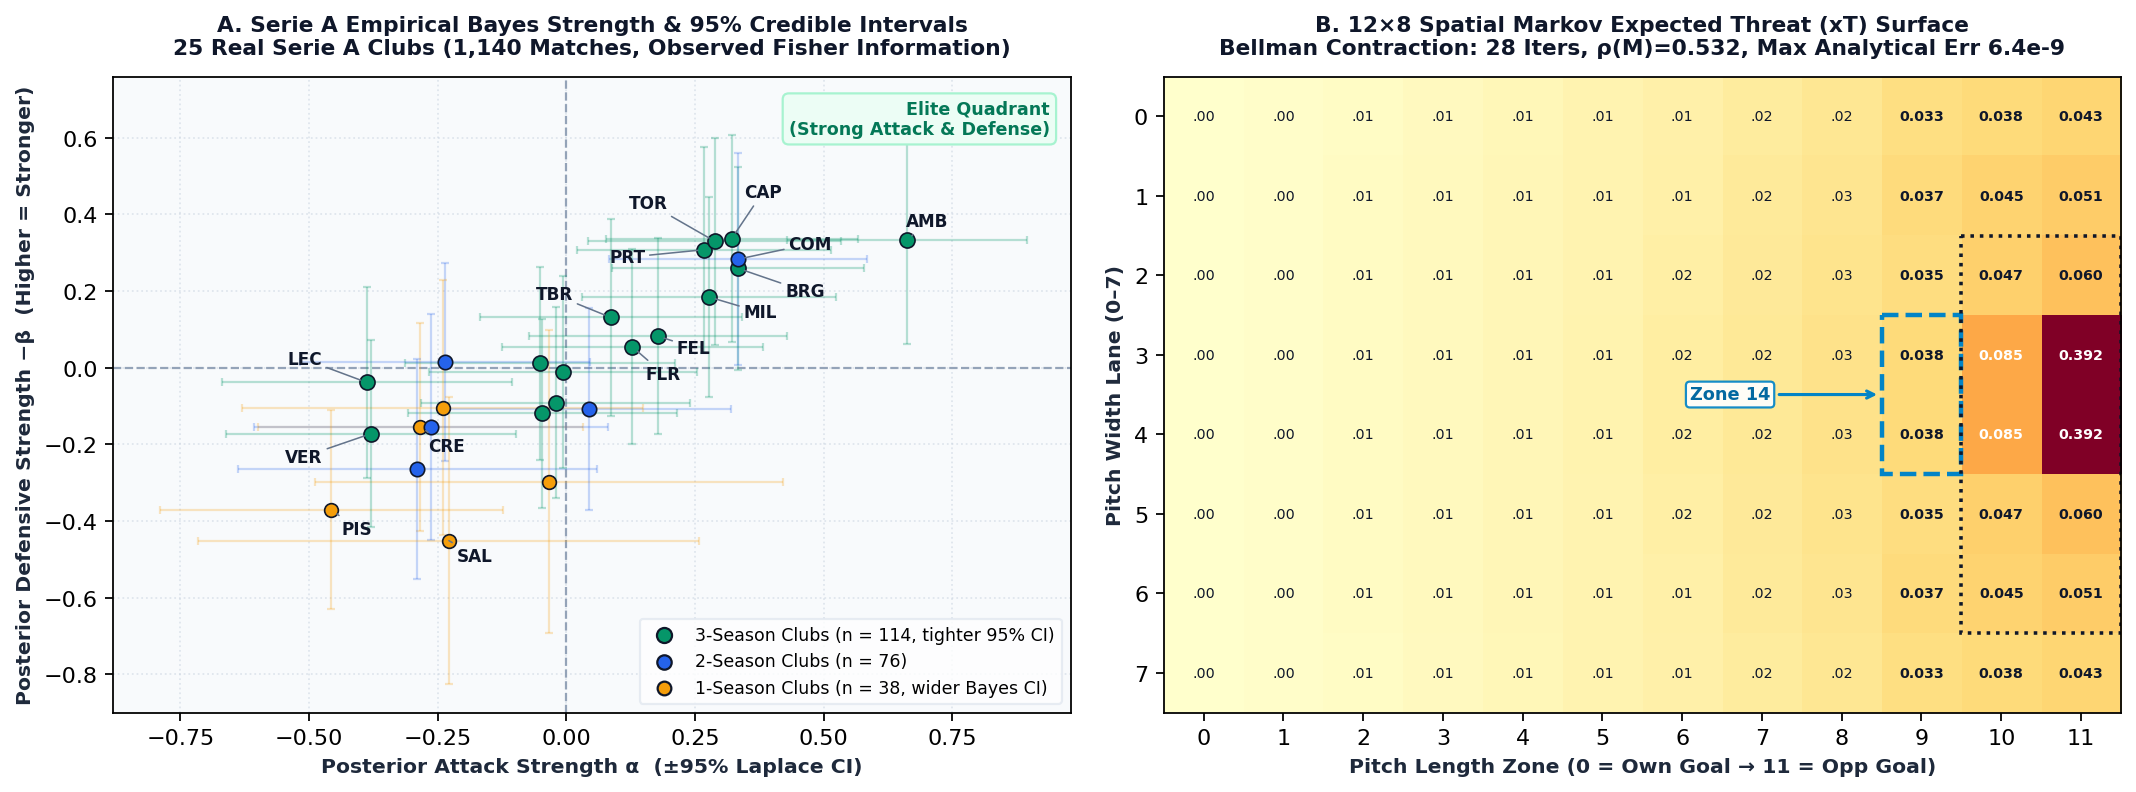 A. Serie A Empirical Bayes Strength & 95% Credible Intervals
25 Real Serie A Clubs (1,140 Matches, Observed Fisher Information)
Posterior Defensive Strength −β (Higher = Stronger)
0.6
0.4
0.2
0.0
−0.2
−0.4
−0.6
−0.8
Elite Quadrant
(Strong Attack & Defense)
CAP
TOR
AMB
COM
PRT
BRG
TBR
MIL
FEL
LEC
FLR
CRE
VER
PIS
SAL
3-Season Clubs (n = 114, tighter 95% CI)
2-Season Clubs (n = 76)
1-Season Clubs (n = 38, wider Bayes CI)
−0.75 −0.50 −0.25 0.00 0.25 0.50 0.75
Posterior Attack Strength α (±95% Laplace CI)
B. 12×8 Spatial Markov Expected Threat (xT) Surface
Bellman Contraction: 28 Iters, ρ(M)=0.532, Max Analytical Err 6.4e-9
Pitch Width Lane (0–7)
0 .00 .00 .01 .01 .01 .01 .01 .02 .02 0.033 0.038 0.043
1 .00 .00 .01 .01 .01 .01 .01 .02 .03 0.037 0.045 0.051
2 .00 .00 .01 .01 .01 .01 .02 .02 .03 0.035 0.047 0.060
3 .00 .00 .01 .01 .01 .01 .02 .02 .03 0.038 0.085 0.392
Zone 14
4 .00 .00 .01 .01 .01 .01 .02 .02 .03 0.038 0.085 0.392
5 .00 .00 .01 .01 .01 .01 .02 .02 .03 0.035 0.047 0.060
6 .00 .00 .01 .01 .01 .01 .01 .02 .03 0.037 0.045 0.051
7 .00 .00 .01 .01 .01 .01 .01 .02 .02 0.033 0.038 0.043
0 1 2 3 4 5 6 7 8 9 10 11
Pitch Length Zone (0 = Own Goal → 11 = Opp Goal)